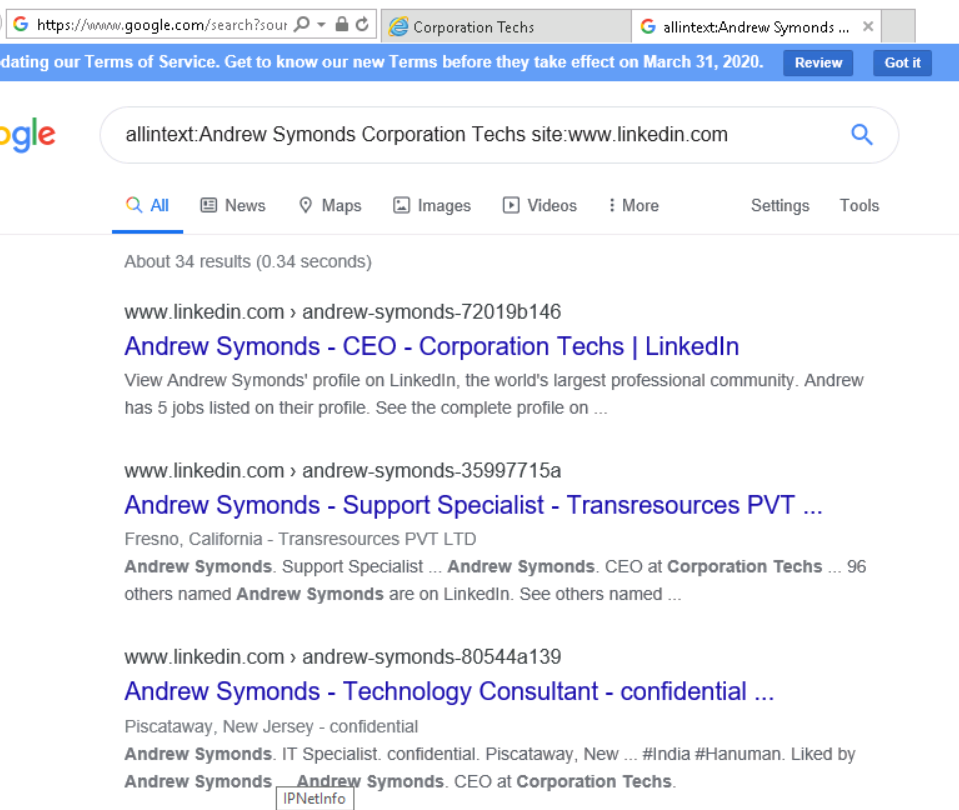 https://www.google.com/search?sour
Corporation Techs
allintext:Andrew Symonds ...
dating our Terms of Service. Get to know our new Terms before they take effect on March 31, 2020.
Review
Got it
ogle
allintext:Andrew Symonds Corporation Techs site:www.linkedin.com
All
News
Maps
Images
Videos
More
Settings
Tools
About 34 results (0.34 seconds)
www.linkedin.com › andrew-symonds-72019b146
Andrew Symonds - CEO - Corporation Techs | LinkedIn
View Andrew Symonds' profile on LinkedIn, the world's largest professional community. Andrew
has 5 jobs listed on their profile. See the complete profile on ...
www.linkedin.com › andrew-symonds-35997715a
Andrew Symonds - Support Specialist - Transresources PVT ...
Fresno, California - Transresources PVT LTD
Andrew Symonds. Support Specialist ... Andrew Symonds. CEO at Corporation Techs ... 96
others named Andrew Symonds are on LinkedIn. See others named ...
www.linkedin.com › andrew-symonds-80544a139
Andrew Symonds - Technology Consultant - confidential ...
Piscataway, New Jersey - confidential
Andrew Symonds. IT Specialist. confidential. Piscataway, New ... #India #Hanuman. Liked by
Andrew Symonds ... Andrew Symonds. CEO at Corporation Techs.
IPNetInfo